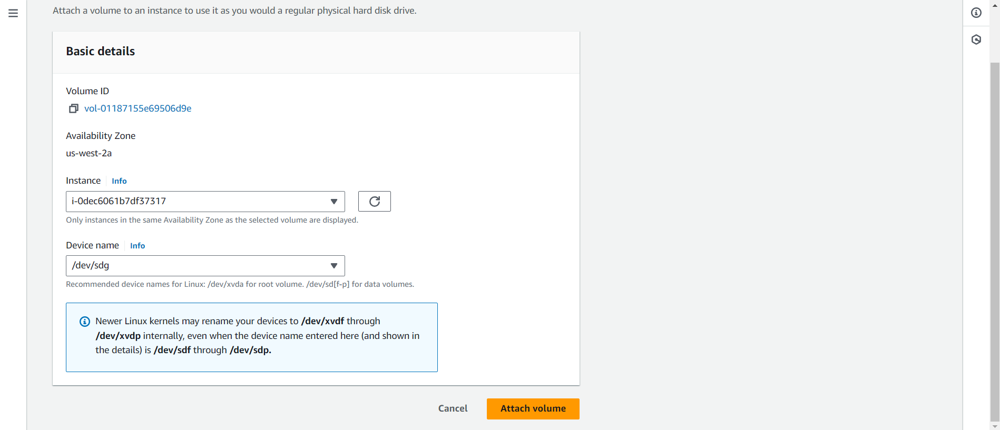 Attach a volume to an instance to use it as you would a regular physical hard disk drive.
Basic details
Volume ID
vol-01187155e69506d9e
Availability Zone
us-west-2a
Instance Info
i-0dec6061b7df37317
Only instances in the same Availability Zone as the selected volume are displayed.
Device name Info
/dev/sdg
Recommended device names for Linux: /dev/xvda for root volume. /dev/sd[f-p] for data volumes.
Newer Linux kernels may rename your devices to /dev/xvdf through
/dev/xvdp internally, even when the device name entered here (and shown in
the details) is /dev/sdf through /dev/sdp.
Cancel Attach volume